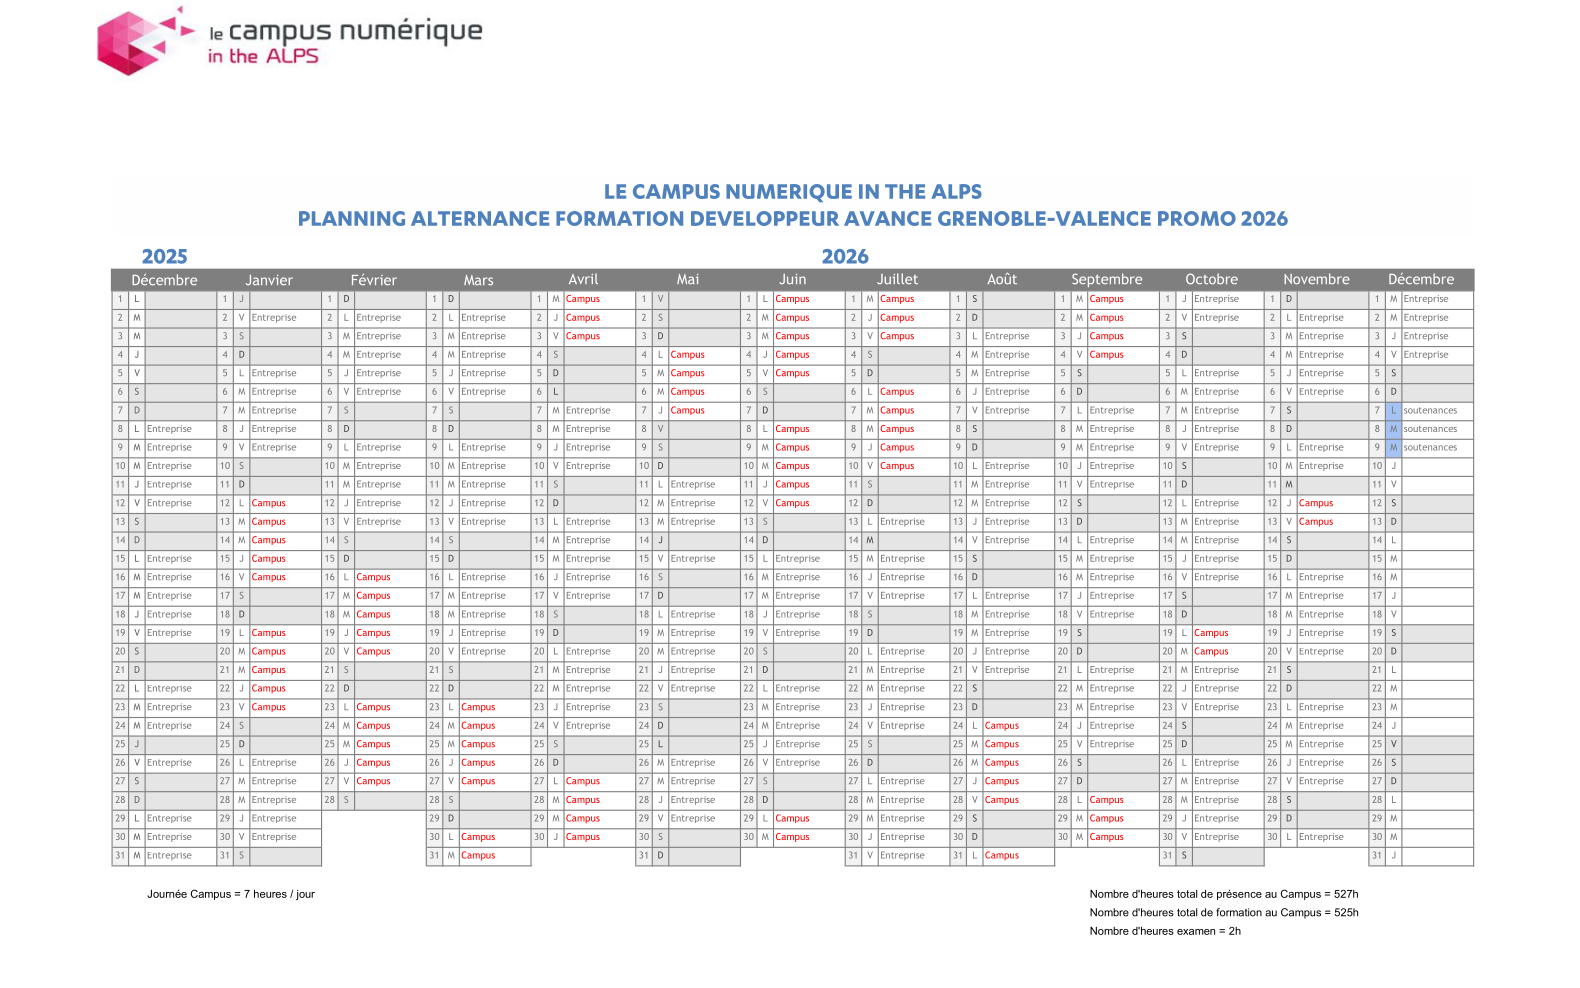 le campus numérique
in the ALPS
LE CAMPUS NUMERIQUE IN THE ALPS
PLANNING ALTERNANCE FORMATION DEVELOPPEUR AVANCE GRENOBLE-VALENCE PROMO 2026
2025 2026
Décembre Janvier Février Mars Avril Mai Juin Juillet Août Septembre Octobre Novembre Décembre
1 L 1 J 1 D 1 D 1 M Campus 1 V 1 L Campus 1 M Campus 1 S 1 M Campus 1 J Entreprise 1 D 1 M Entreprise
2 M 2 V Entreprise 2 L Entreprise 2 L Entreprise 2 J Campus 2 S 2 M Campus 2 J Campus 2 D 2 M Campus 2 V Entreprise 2 L Entreprise 2 M Entreprise
3 M 3 S 3 M Entreprise 3 M Entreprise 3 V Campus 3 D 3 M Campus 3 V Campus 3 L Entreprise 3 J Campus 3 S 3 M Entreprise 3 J Entreprise
4 J 4 D 4 M Entreprise 4 M Entreprise 4 S 4 L Campus 4 J Campus 4 S 4 M Entreprise 4 V Campus 4 D 4 M Entreprise 4 V Entreprise
5 V 5 L Entreprise 5 J Entreprise 5 J Entreprise 5 D 5 M Campus 5 V Campus 5 D 5 M Entreprise 5 S 5 L Entreprise 5 J Entreprise 5 S
6 S 6 M Entreprise 6 V Entreprise 6 V Entreprise 6 L 6 M Campus 6 S 6 L Campus 6 J Entreprise 6 D 6 M Entreprise 6 V Entreprise 6 D
7 D 7 M Entreprise 7 S 7 S 7 M Entreprise 7 J Campus 7 D 7 M Campus 7 V Entreprise 7 L Entreprise 7 M Entreprise 7 S 7 L soutenances
8 L Entreprise 8 J Entreprise 8 D 8 D 8 M Entreprise 8 V 8 L Campus 8 M Campus 8 S 8 M Entreprise 8 J Entreprise 8 D 8 M soutenances
9 M Entreprise 9 V Entreprise 9 L Entreprise 9 L Entreprise 9 J Entreprise 9 S 9 M Campus 9 J Campus 9 D 9 M Entreprise 9 V Entreprise 9 L Entreprise 9 M soutenances
10 M Entreprise 10 S 10 M Entreprise 10 M Entreprise 10 V Entreprise 10 D 10 M Campus 10 V Campus 10 L Entreprise 10 J Entreprise 10 S 10 M Entreprise 10 J
11 J Entreprise 11 D 11 M Entreprise 11 M Entreprise 11 S 11 L Entreprise 11 J Campus 11 S 11 M Entreprise 11 V Entreprise 11 D 11 M 11 V
12 V Entreprise 12 L Campus 12 J Entreprise 12 J Entreprise 12 D 12 M Entreprise 12 V Campus 12 D 12 M Entreprise 12 S 12 L Entreprise 12 J Campus 12 S
13 S 13 M Campus 13 V Entreprise 13 V Entreprise 13 L Entreprise 13 M Entreprise 13 S 13 L Entreprise 13 J Entreprise 13 D 13 M Entreprise 13 V Campus 13 D
14 D 14 M Campus 14 S 14 S 14 M Entreprise 14 J 14 D 14 M 14 V Entreprise 14 L Entreprise 14 M Entreprise 14 S 14 L
15 L Entreprise 15 J Campus 15 D 15 D 15 M Entreprise 15 V Entreprise 15 L Entreprise 15 M Entreprise 15 S 15 M Entreprise 15 J Entreprise 15 D 15 M
16 M Entreprise 16 V Campus 16 L Campus 16 L Entreprise 16 J Entreprise 16 S 16 M Entreprise 16 J Entreprise 16 D 16 M Entreprise 16 V Entreprise 16 L Entreprise 16 M
17 M Entreprise 17 S 17 M Campus 17 M Entreprise 17 V Entreprise 17 D 17 M Entreprise 17 V Entreprise 17 L Entreprise 17 J Entreprise 17 S 17 M Entreprise 17 J
18 J Entreprise 18 D 18 M Campus 18 M Entreprise 18 S 18 L Entreprise 18 J Entreprise 18 S 18 M Entreprise 18 V Entreprise 18 D 18 M Entreprise 18 V
19 V Entreprise 19 L Campus 19 J Campus 19 J Entreprise 19 D 19 M Entreprise 19 V Entreprise 19 D 19 M Entreprise 19 S 19 L Campus 19 J Entreprise 19 S
20 S 20 M Campus 20 V Campus 20 V Entreprise 20 L Entreprise 20 M Entreprise 20 S 20 L Entreprise 20 J Entreprise 20 D 20 M Campus 20 V Entreprise 20 D
21 D 21 M Campus 21 S 21 S 21 M Entreprise 21 J Entreprise 21 D 21 M Entreprise 21 V Entreprise 21 L Entreprise 21 M Entreprise 21 S 21 L
22 L Entreprise 22 J Campus 22 D 22 D 22 M Entreprise 22 V Entreprise 22 L Entreprise 22 M Entreprise 22 S 22 M Entreprise 22 J Entreprise 22 D 22 M
23 M Entreprise 23 V Campus 23 L Campus 23 L Campus 23 J Entreprise 23 S 23 M Entreprise 23 J Entreprise 23 D 23 M Entreprise 23 V Entreprise 23 L Entreprise 23 M
24 M Entreprise 24 S 24 M Campus 24 M Campus 24 V Entreprise 24 D 24 M Entreprise 24 V Entreprise 24 L Campus 24 J Entreprise 24 S 24 M Entreprise 24 J
25 J 25 D 25 M Campus 25 M Campus 25 S 25 L 25 J Entreprise 25 S 25 M Campus 25 V Entreprise 25 D 25 M Entreprise 25 V
26 V Entreprise 26 L Entreprise 26 J Campus 26 J Campus 26 D 26 M Entreprise 26 V Entreprise 26 D 26 M Campus 26 S 26 L Entreprise 26 J Entreprise 26 S
27 S 27 M Entreprise 27 V Campus 27 V Campus 27 L Campus 27 M Entreprise 27 S 27 L Entreprise 27 J Campus 27 D 27 M Entreprise 27 V Entreprise 27 D
28 D 28 M Entreprise 28 S 28 S 28 M Campus 28 J Entreprise 28 D 28 M Entreprise 28 V Campus 28 L Campus 28 M Entreprise 28 S 28 L
29 L Entreprise 29 J Entreprise 29 D 29 M Campus 29 V Entreprise 29 L Campus 29 M Entreprise 29 S 29 M Campus 29 J Entreprise 29 D 29 M
30 M Entreprise 30 V Entreprise 30 L Campus 30 J Campus 30 S 30 M Campus 30 J Entreprise 30 D 30 M Campus 30 V Entreprise 30 L Entreprise 30 M
31 M Entreprise 31 S 31 M Campus 31 D 31 V Entreprise 31 L Campus 31 S 31 J
Journée Campus = 7 heures / jour Nombre d'heures total de présence au Campus = 527h
Nombre d'heures total de formation au Campus = 525h
Nombre d'heures examen = 2h